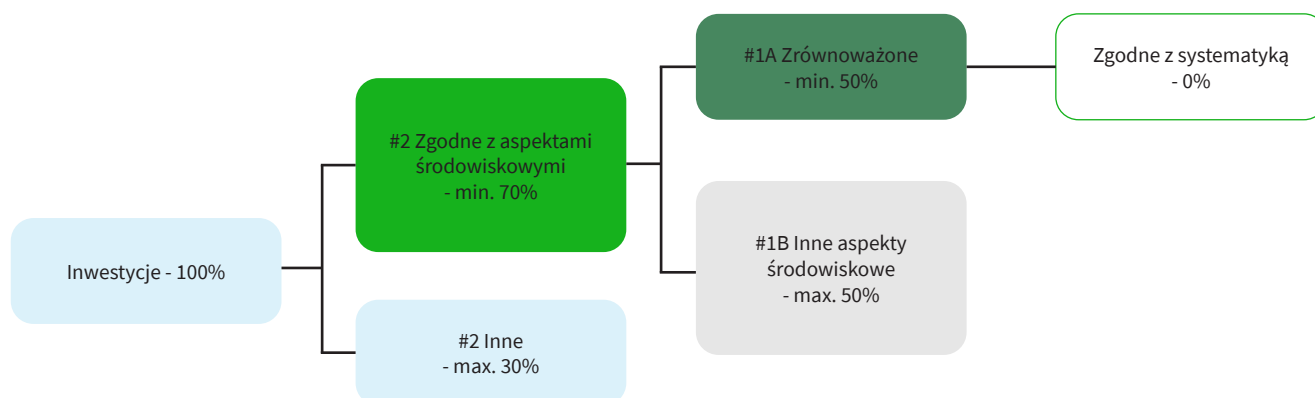 Inwestycje - 100%
#2 Zgodne z aspektami
środowiskowymi
- min. 70%
#2 Inne
- max. 30%
#1A Zrównoważone
- min. 50%
#1B Inne aspekty
środowiskowe
- max. 50%
Zgodne z systematyką
- 0%